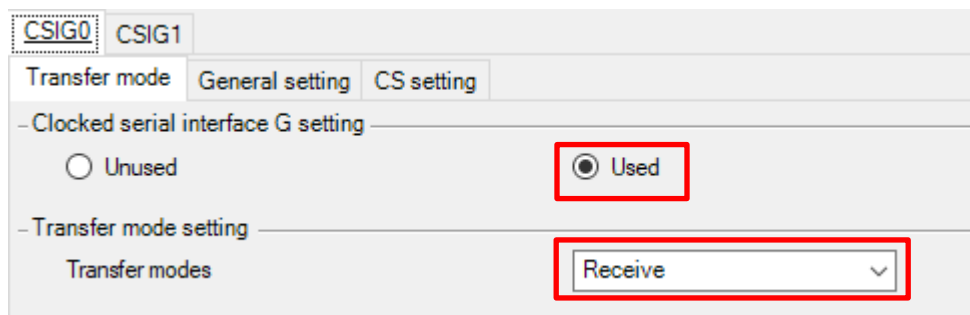 CSIG0 CSIG1
Transfer mode General setting CS setting
Clocked serial interface G setting
Unused Used
Transfer mode setting
Transfer modes Receive